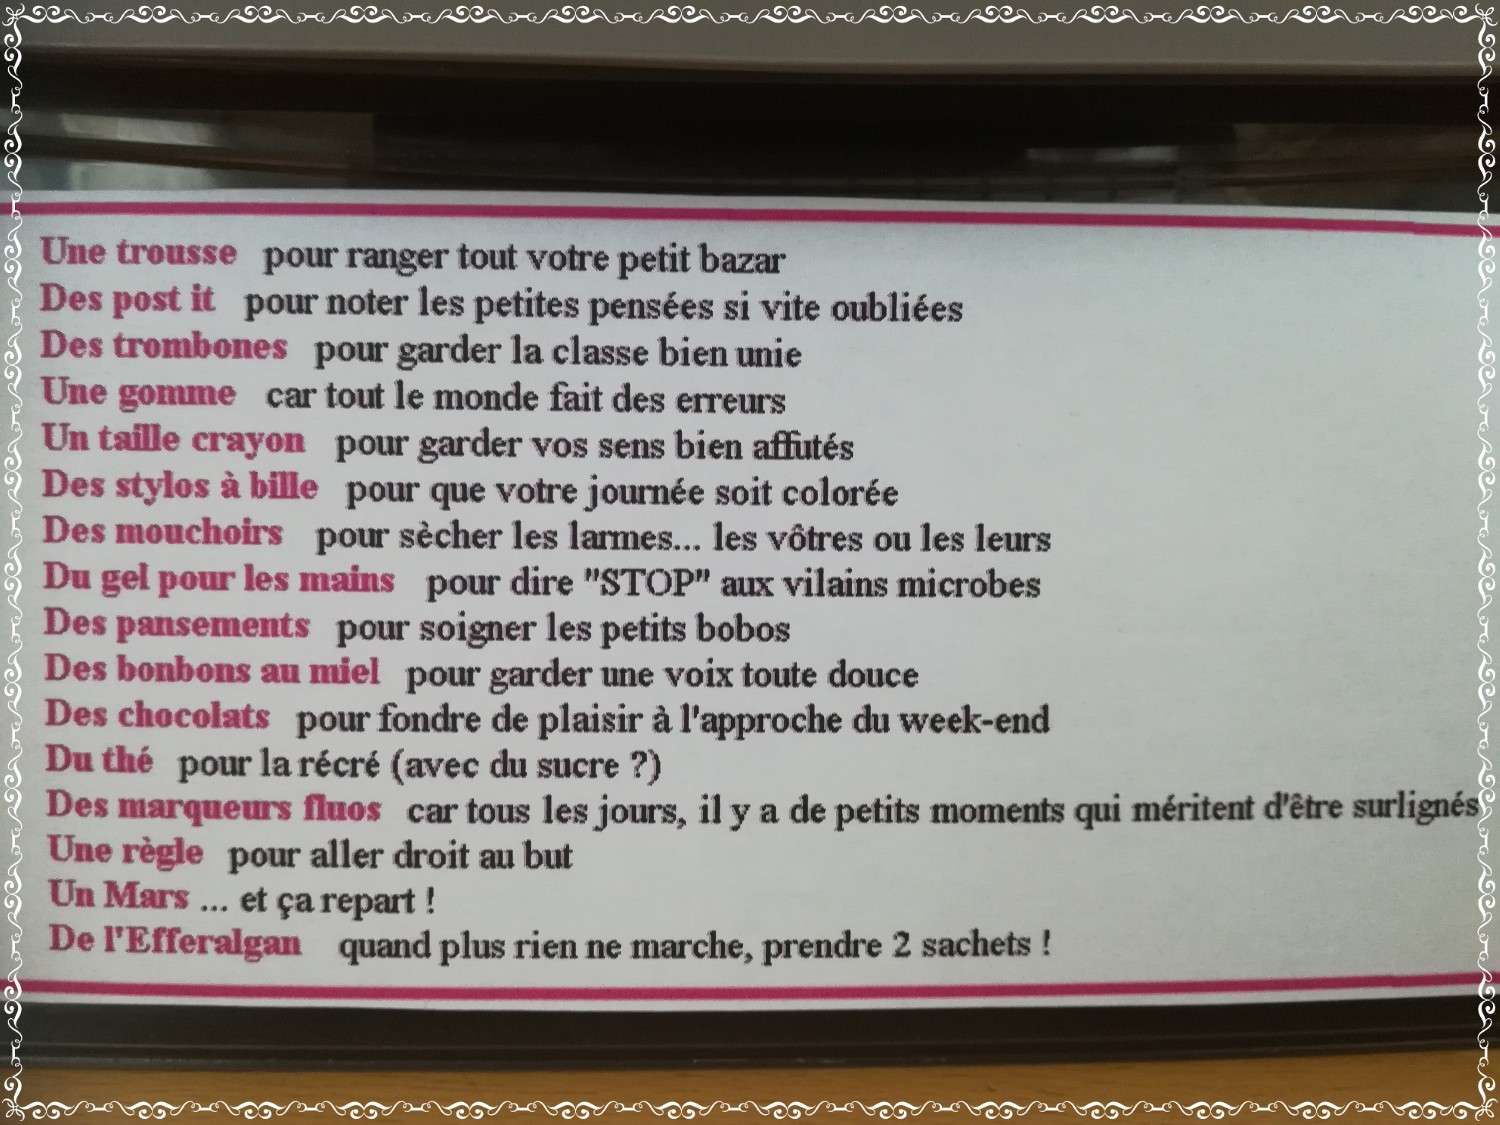 Une trousse pour ranger tout votre petit bazar
Des post it pour noter les petites pensées si vite oubliées
Des trombones pour garder la classe bien unie
Une gomme car tout le monde fait des erreurs
Un taille crayon pour garder vos sens bien affutés
Des stylos à bille pour que votre journée soit colorée
Des mouchoirs pour sècher les larmes... les vôtres ou les leurs
Du gel pour les mains pour dire "STOP" aux vilains microbes
Des pansements pour soigner les petits bobos
Des bonbons au miel pour garder une voix toute douce
Des chocolats pour fondre de plaisir à l'approche du week-end
Du thé pour la récré (avec du sucre ?)
Des marqueurs fluos car tous les jours, il y a de petits moments qui méritent d'être surlignés
Une règle pour aller droit au but
Un Mars ... et ça repart !
De l'Efferalgan quand plus rien ne marche, prendre 2 sachets !